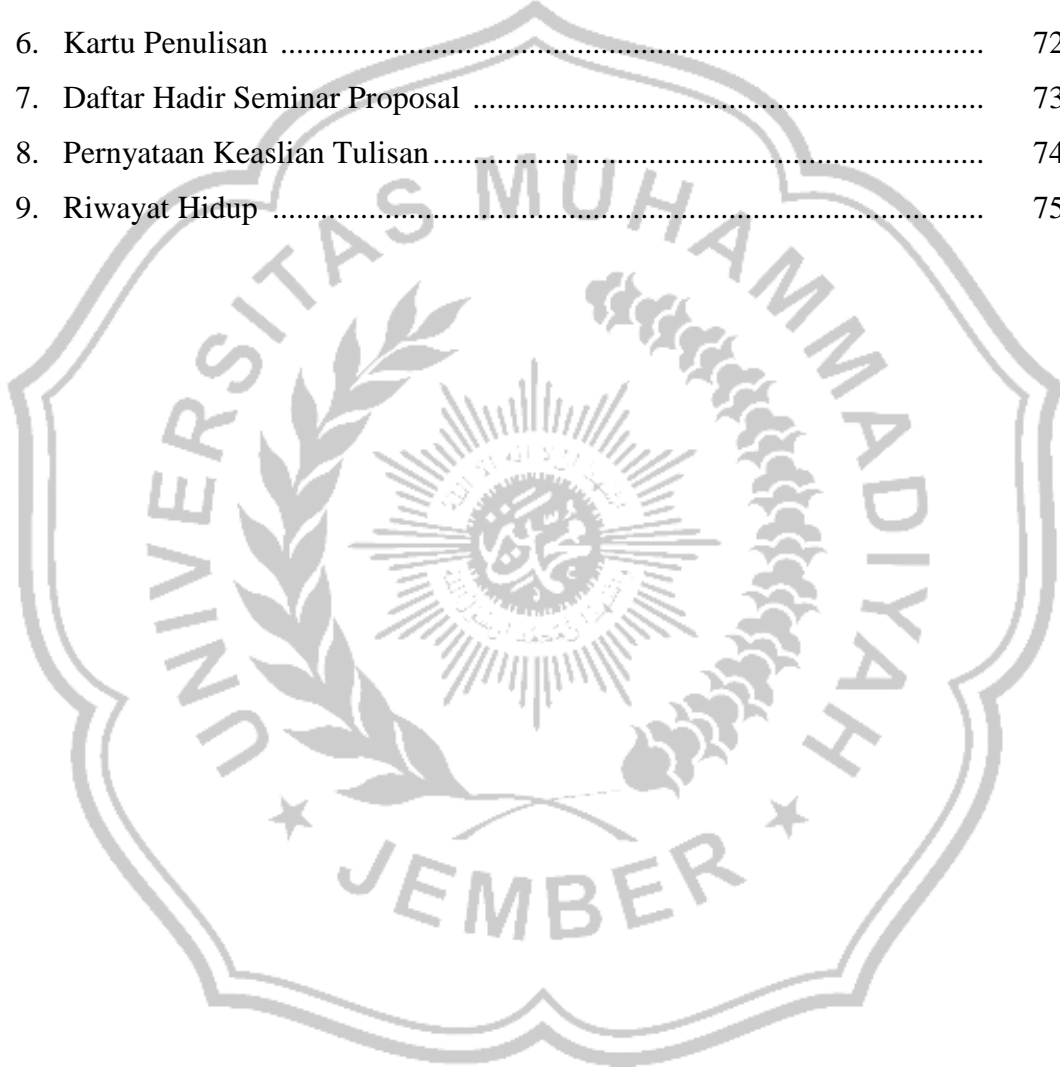 6. Kartu Penulisan ........................................................................................ 72
7. Daftar Hadir Seminar Proposal ................................................................ 73
8. Pernyataan Keaslian Tulisan ..................................................................... 74
9. Riwayat Hidup ......................................................................................... 75
UNIVERSITAS MUHAMMADIYAH
JEMBER